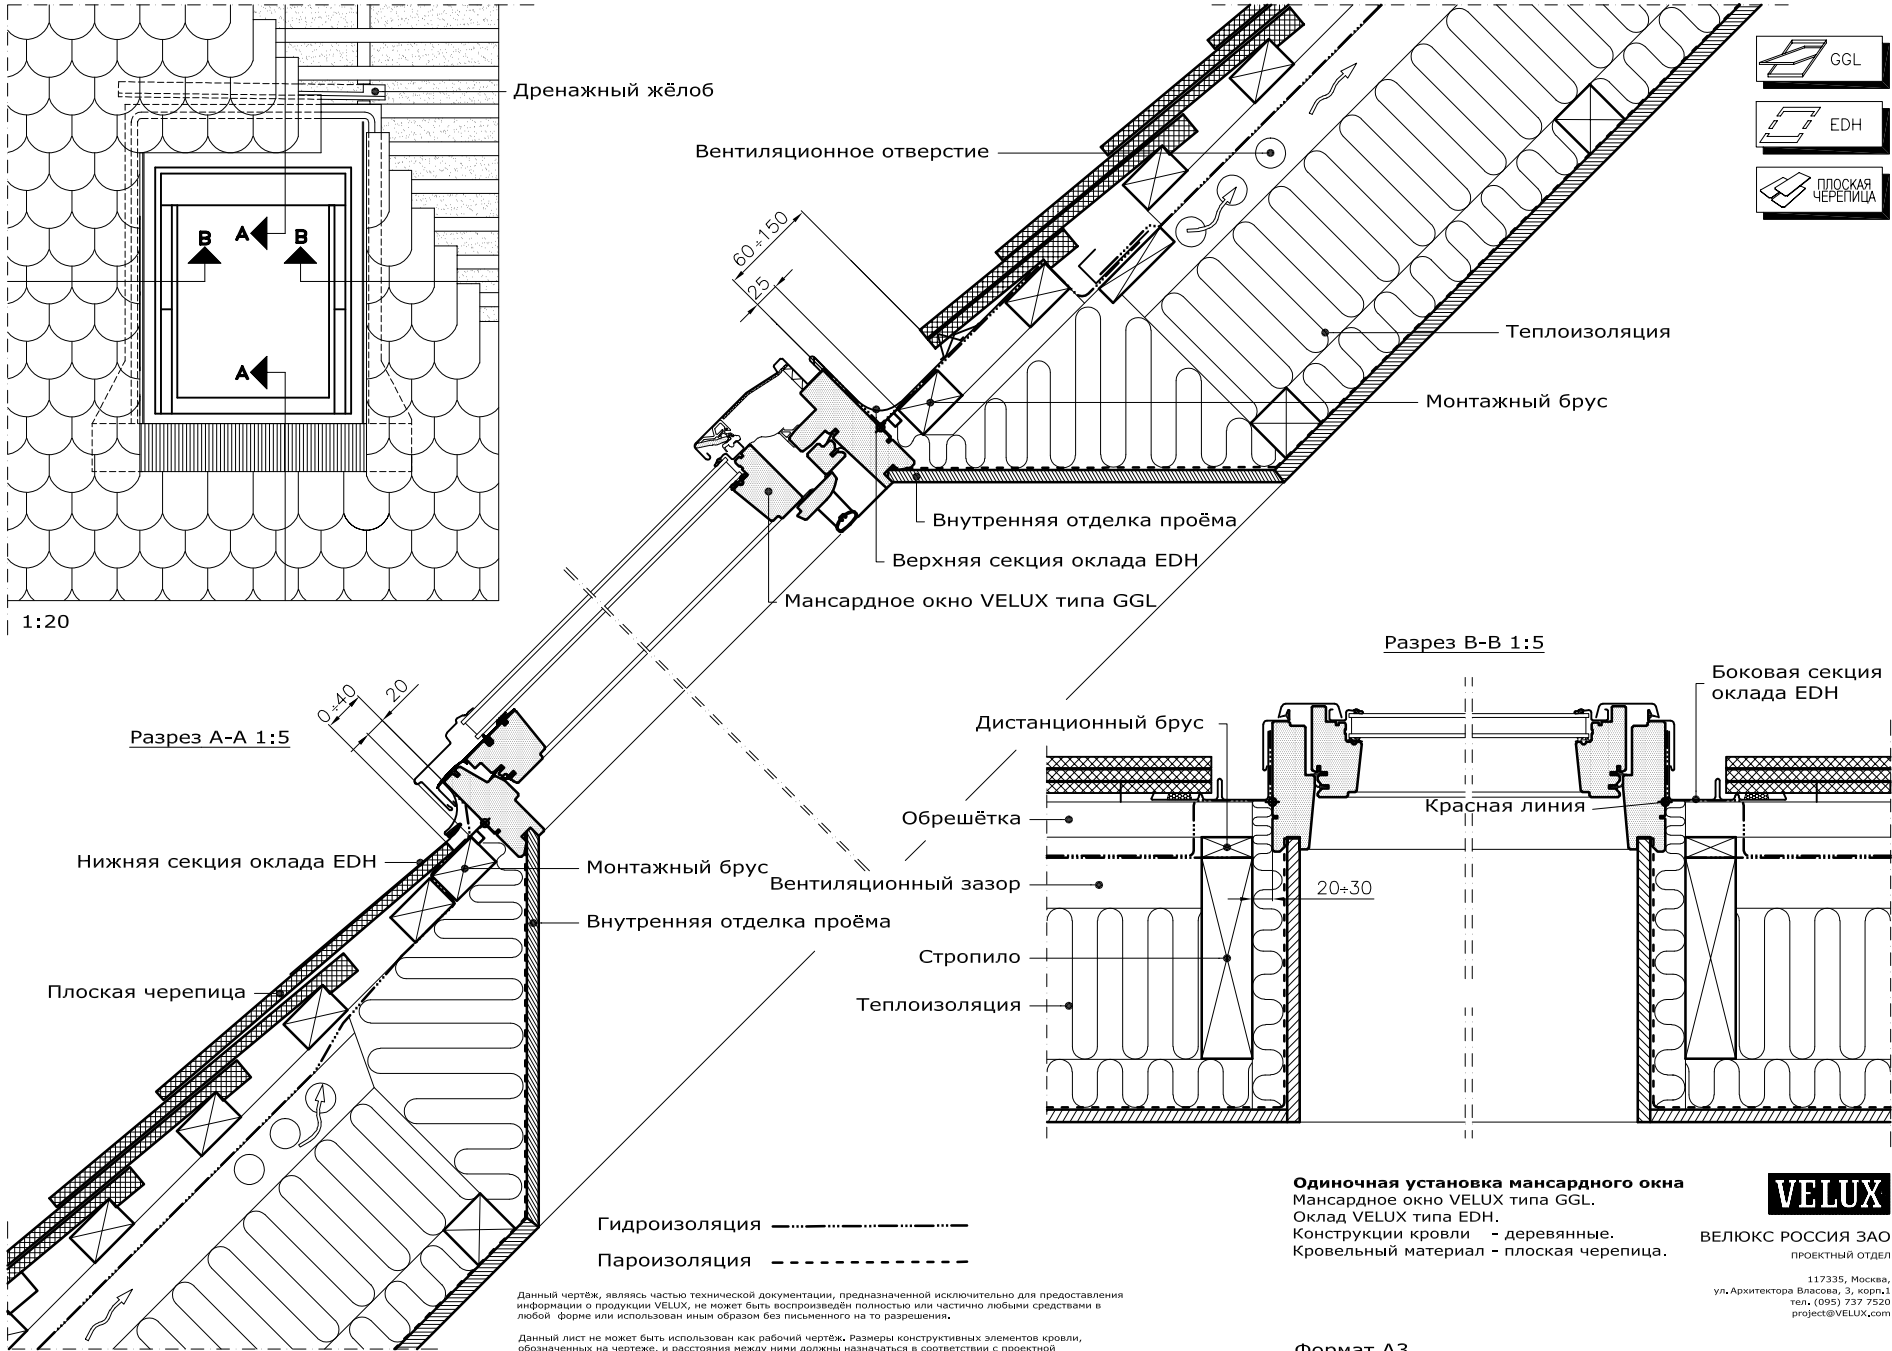 Дренажный жёлоб
Вентиляционное отверстие
GGL
EDH
ПЛОСКАЯ
ЧЕРЕПИЦА
B
A
B
A
1:20
60÷150
25
Теплоизоляция
Монтажный брус
Внутренняя отделка проёма
Верхняя секция оклада EDH
Мансардное окно VELUX типа GGL
Разрез А-А 1:5
0÷40
20
Нижняя секция оклада EDH
Монтажный брус
Внутренняя отделка проёма
Плоская черепица
Разрез В-В 1:5
Боковая секция
оклада EDH
Дистанционный брус
Красная линия
Обрешётка
Вентиляционный зазор
20÷30
Стропило
Теплоизоляция
Гидроизоляция
Пароизоляция
Данный чертёж, являясь частью технической документации, предназначенной исключительно для предоставления
информации о продукции VELUX, не может быть воспроизведён полностью или частично любыми средствами в
любой форме или использован иным образом без письменного на то разрешения.
Данный лист не может быть использован как рабочий чертёж. Размеры конструктивных элементов кровли,
обозначенных на чертеже, и расстояния между ними должны назначаться в соответствии с проектной
Одиночная установка мансардного окна
Мансардное окно VELUX типа GGL.
Оклад VELUX типа EDH.
Конструкции кровли - деревянные.
Кровельный материал - плоская черепица.
Формат А3
VELUX
ВЕЛЮКС РОССИЯ ЗАО
ПРОЕКТНЫЙ ОТДЕЛ
117335, Москва,
ул. Архитектора Власова, 3, корп.1
тел. (095) 737 7520
project@VELUX.com